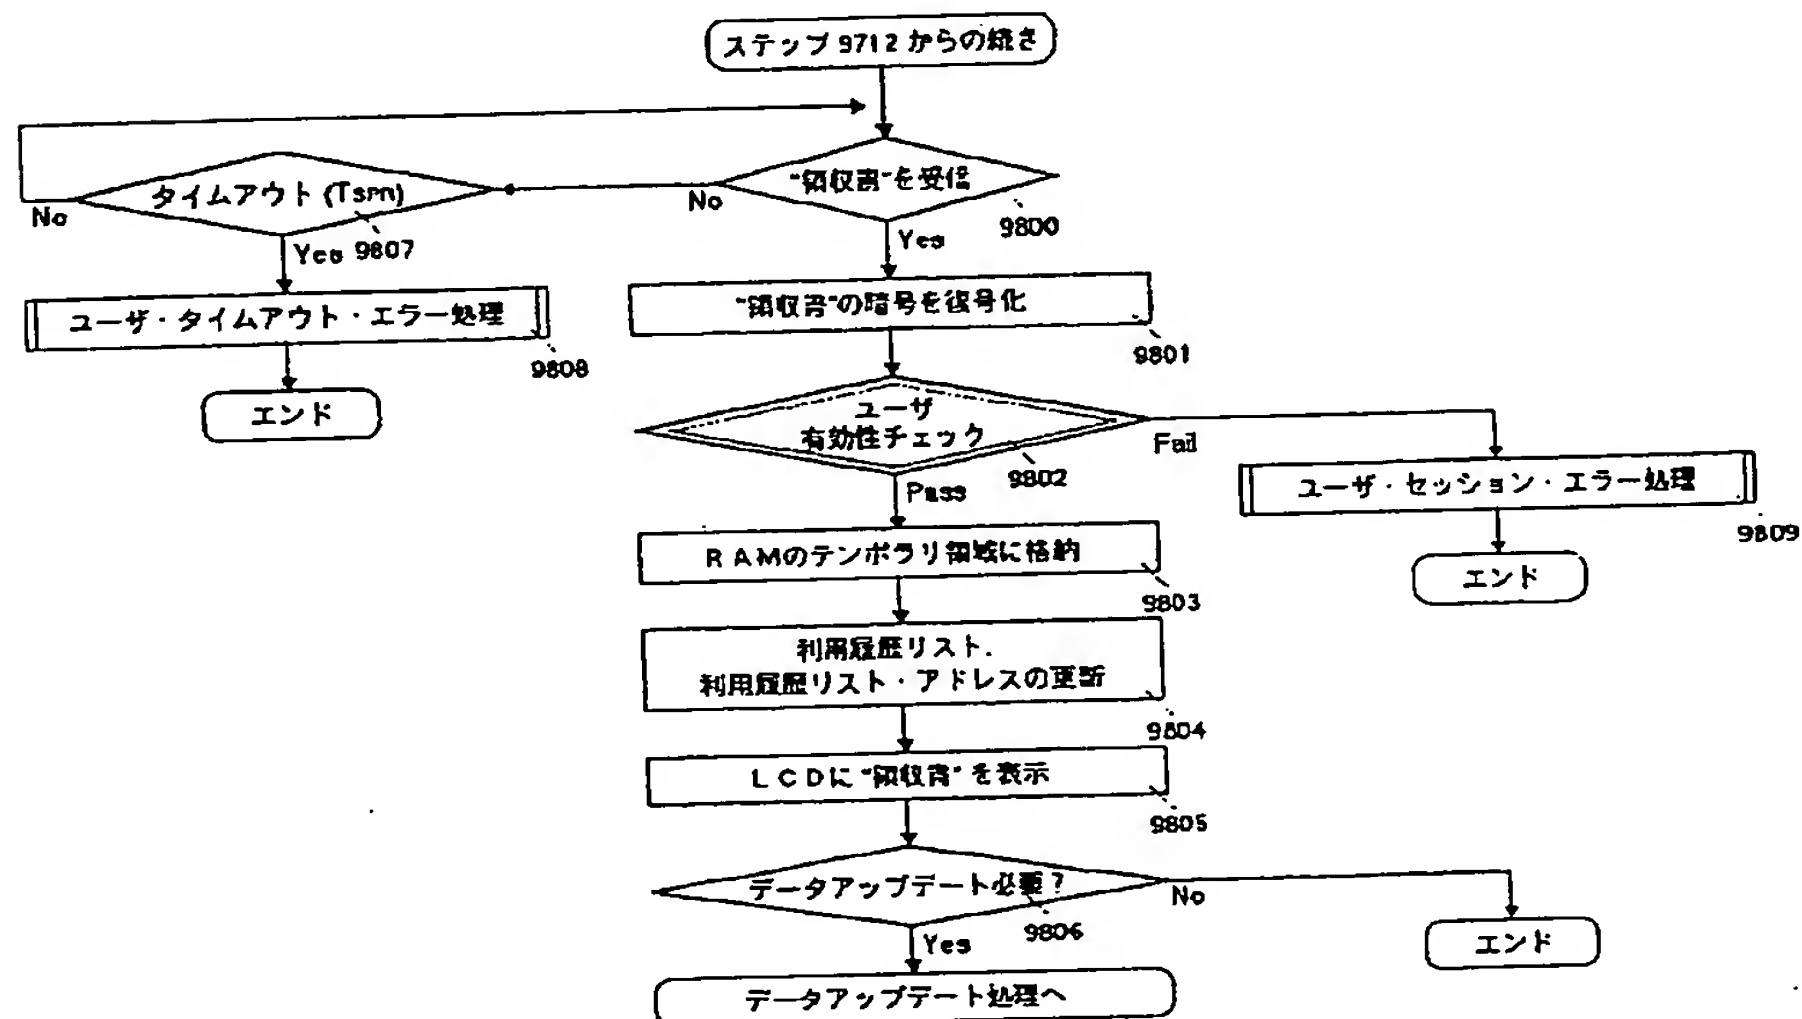 ステップ 9712 からの続き
"領収書"を受信
9800
No
Yes
タイムアウト (Tsrn)
9807
No
Yes
ユーザ・タイムアウト・エラー処理
9808
エンド
"領収書"の暗号を復号化
9801
ユーザ
有効性チェック
9802
Fail
Pass
ユーザ・セッション・エラー処理
9809
エンド
RAMのテンポラリ領域に格納
9803
利用履歴リスト.
利用履歴リスト・アドレスの更新
9804
LCDに"領収書"を表示
9805
データアップデート必要?
9806
No
Yes
エンド
データアップデート処理へ